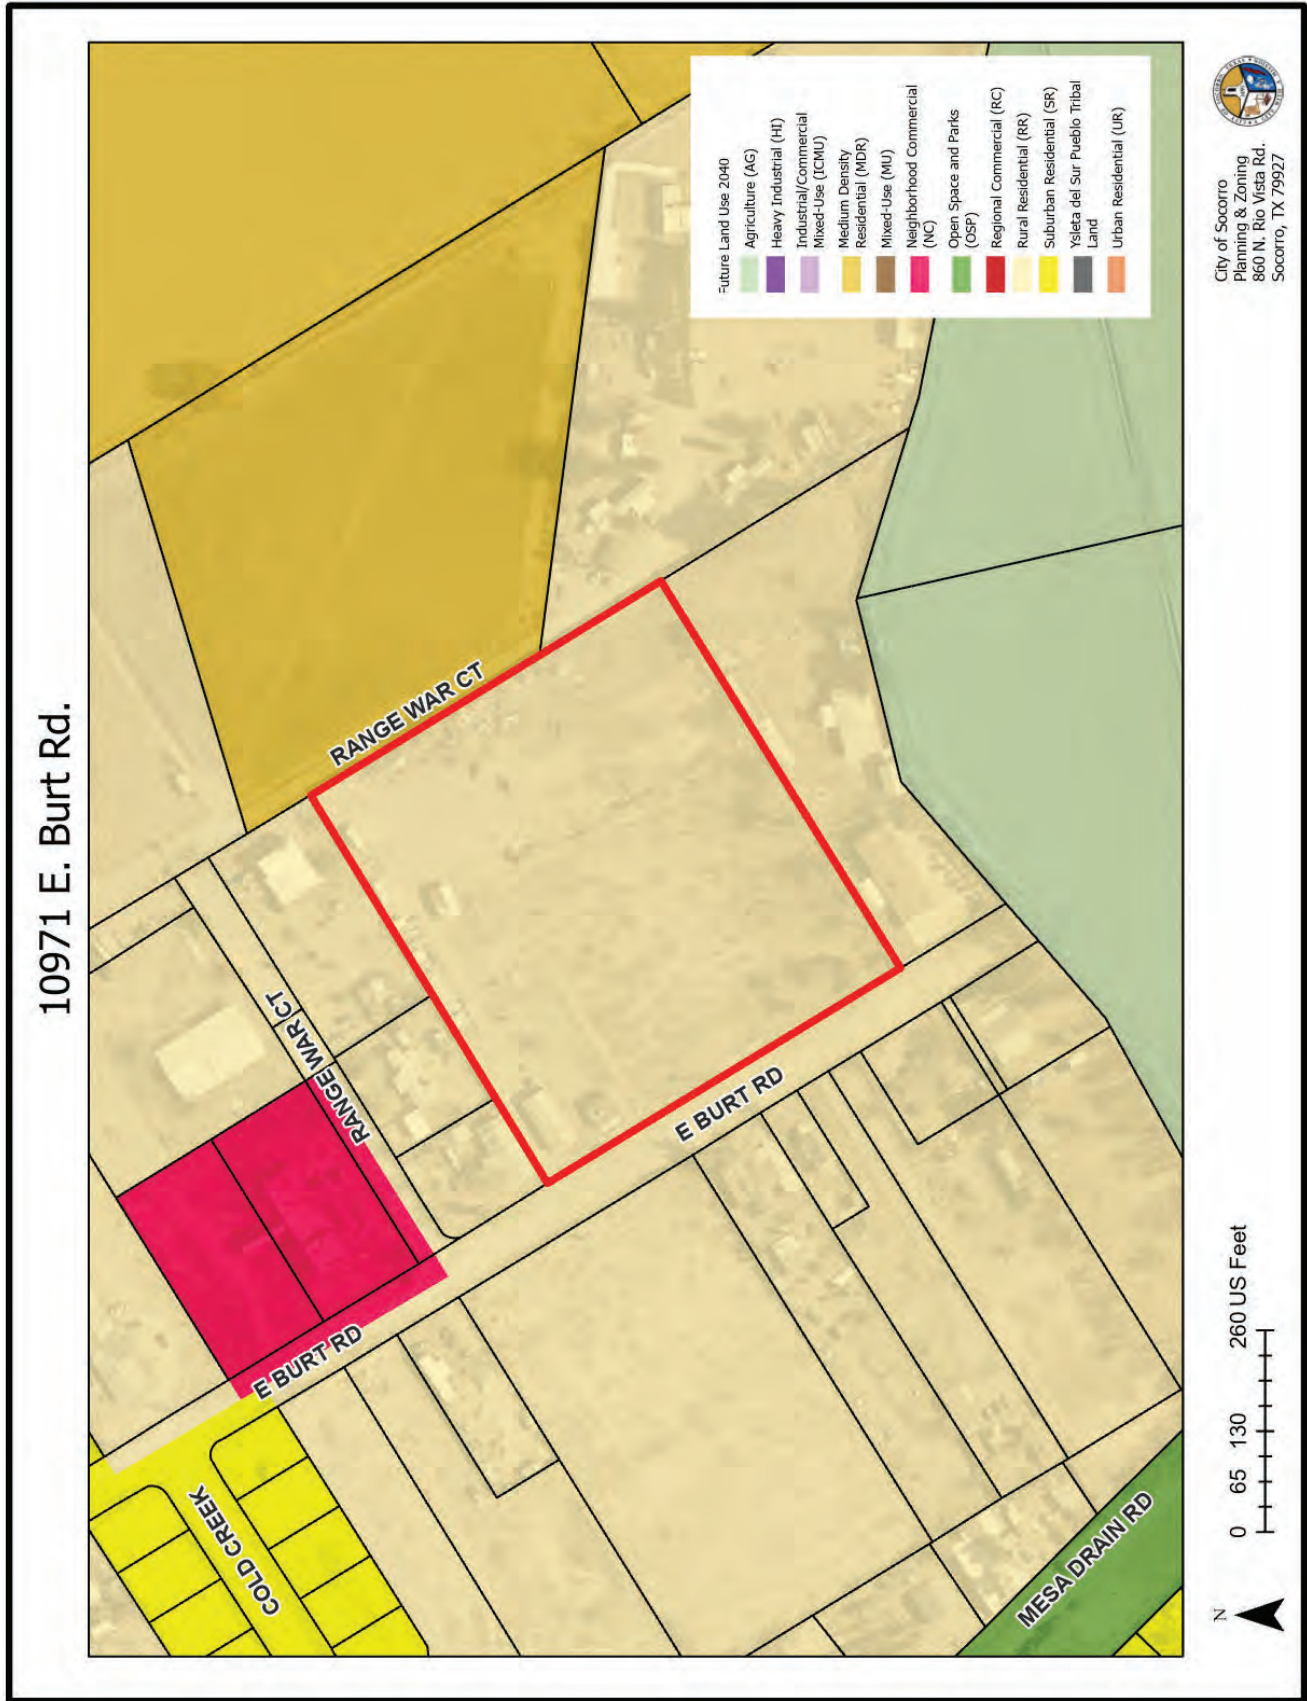 10971 E. Burt Rd.
RANGE WAR CT
RANGE WAR CT
E BURT RD
E BURT RD
COLD CREEK
MESA DRAIN RD
Future Land Use 2040
Agriculture (AG)
Heavy Industrial (HI)
Industrial/Commercial
Mixed-Use (ICMU)
Medium Density
Residential (MDR)
Mixed-Use (MU)
Neighborhood Commercial
(NC)
Open Space and Parks
(OSP)
Regional Commercial (RC)
Rural Residential (RR)
Suburban Residential (SR)
Ysleta del Sur Pueblo Tribal
Land
Urban Residential (UR)
N
0 65 130 260 US Feet
City of Socorro
Planning & Zoning
860 N. Rio Vista Rd.
Socorro, TX 79927